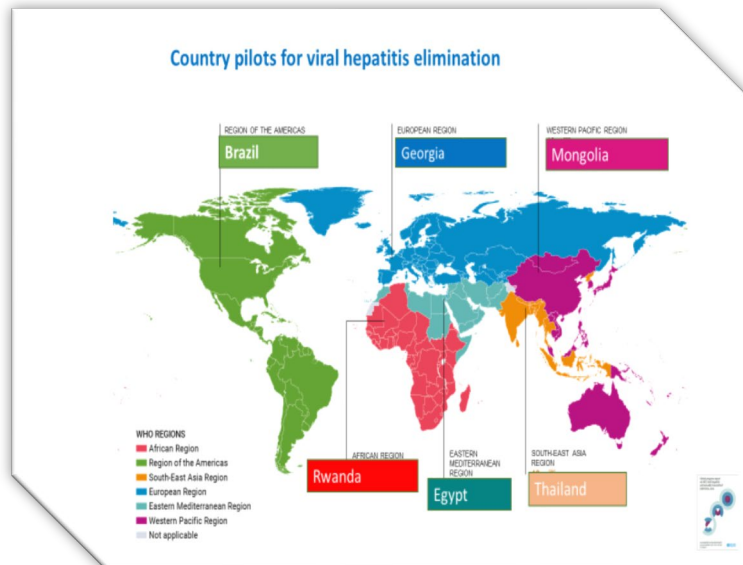 Country pilots for viral hepatitis elimination
REGION OF THE AMERICAS
Brazil
EUROPEAN REGION
Georgia
WESTERN PACIFIC REGION
Mongolia
WHO REGIONS
African Region
Region of the Americas
South-East Asia Region
European Region
Eastern Mediterranean Region
Western Pacific Region
Not applicable
AFRICAN REGION
Rwanda
EASTERN
MEDITERRANEAN
REGION
Egypt
SOUTH-EAST ASIA
REGION
Thailand